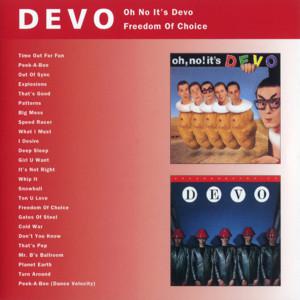 DEVO
Oh No It's Devo
Freedom Of Choice
Time Out For Fun
Peek-A-Boo
Out Of Sync
Explosions
That's Good
Patterns
Big Mess
Speed Racer
What I Must
I Desire
Deep Sleep
Girl U Want
It's Not Right
Whip It
Snowball
Ton U Love
Freedom Of Choice
Gates Of Steel
Cold War
Don't You Know
That's Pep
Mr. B's Ballroom
Planet Earth
Turn Around
Peek-A-Boo (Dance Velocity)
oh, no! it's DEVO
DEVO